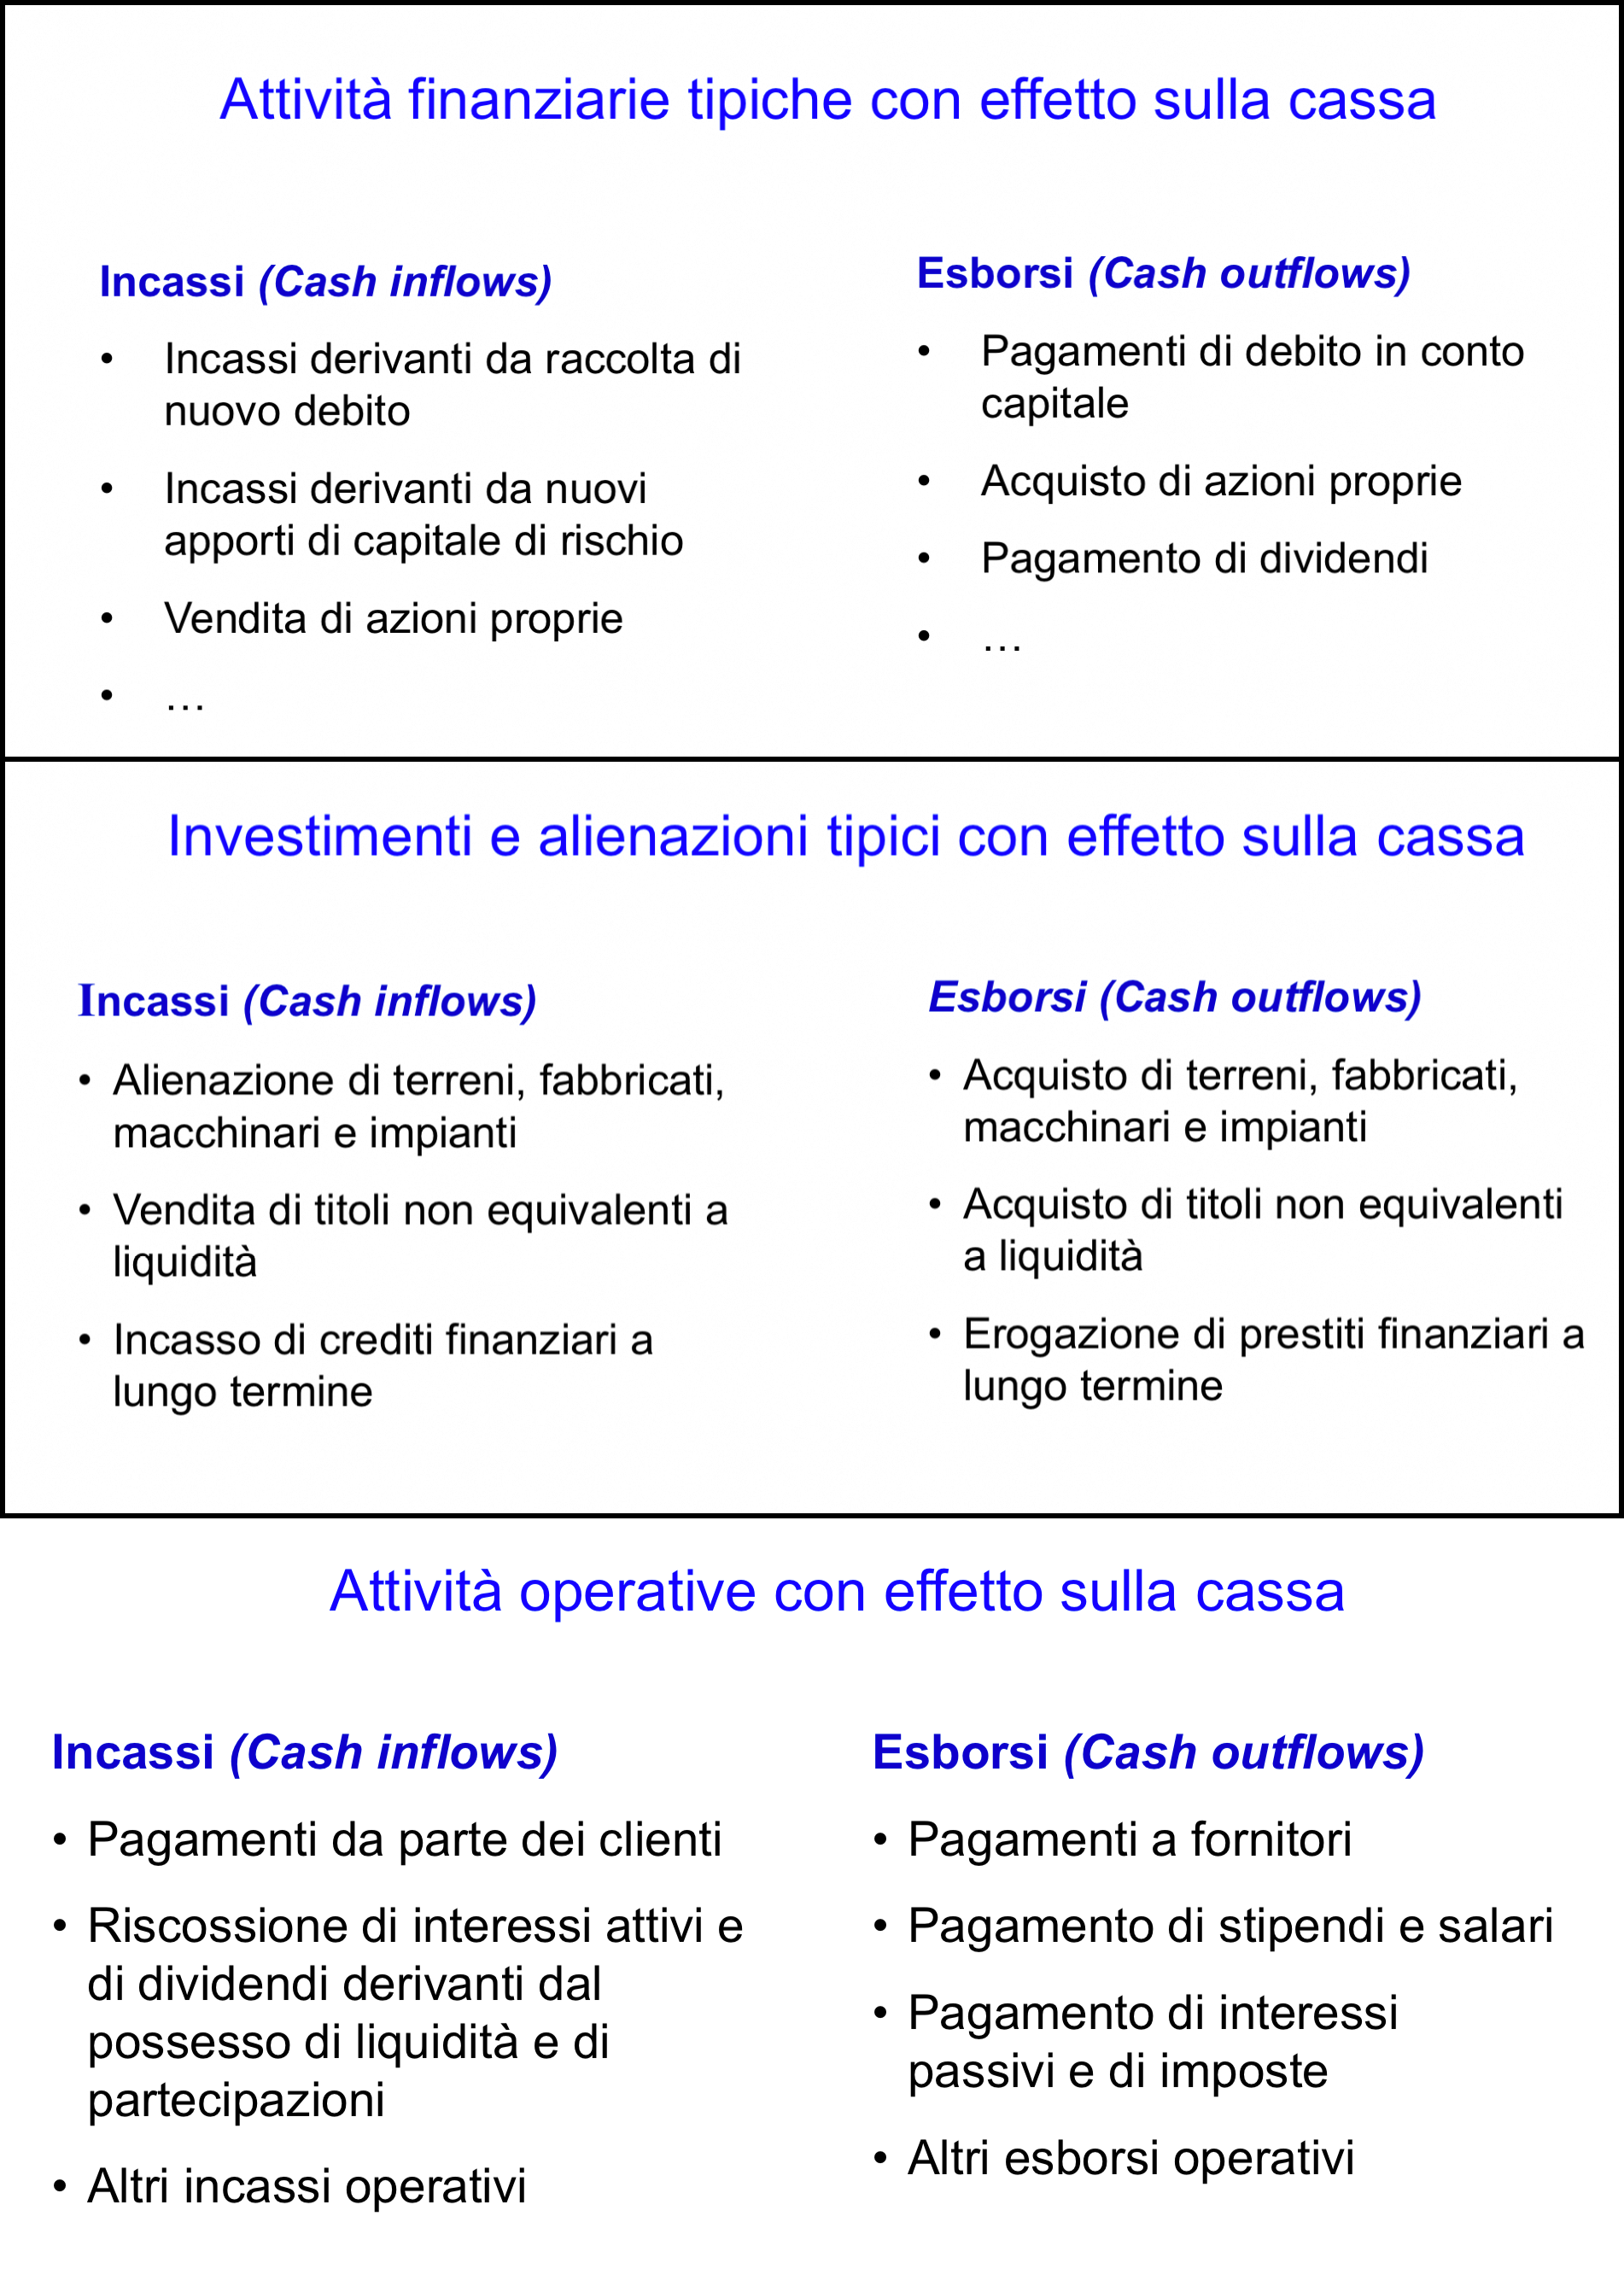 Attività finanziarie tipiche con effetto sulla cassa
Incassi (Cash inflows)
• Incassi derivanti da raccolta di
nuovo debito
• Incassi derivanti da nuovi
apporti di capitale di rischio
• Vendita di azioni proprie
• …
Esborsi (Cash outflows)
• Pagamenti di debito in conto
capitale
• Acquisto di azioni proprie
• Pagamento di dividendi
• …
Investimenti e alienazioni tipici con effetto sulla cassa
Incassi (Cash inflows)
• Alienazione di terreni, fabbricati,
macchinari e impianti
• Vendita di titoli non equivalenti a
liquidità
• Incasso di crediti finanziari a
lungo termine
Esborsi (Cash outflows)
• Acquisto di terreni, fabbricati,
macchinari e impianti
• Acquisto di titoli non equivalenti
a liquidità
• Erogazione di prestiti finanziari a
lungo termine
Attività operative con effetto sulla cassa
Incassi (Cash inflows)
• Pagamenti da parte dei clienti
• Riscossione di interessi attivi e
di dividendi derivanti dal
possesso di liquidità e di
partecipazioni
• Altri incassi operativi
Esborsi (Cash outflows)
• Pagamenti a fornitori
• Pagamento di stipendi e salari
• Pagamento di interessi
passivi e di imposte
• Altri esborsi operativi